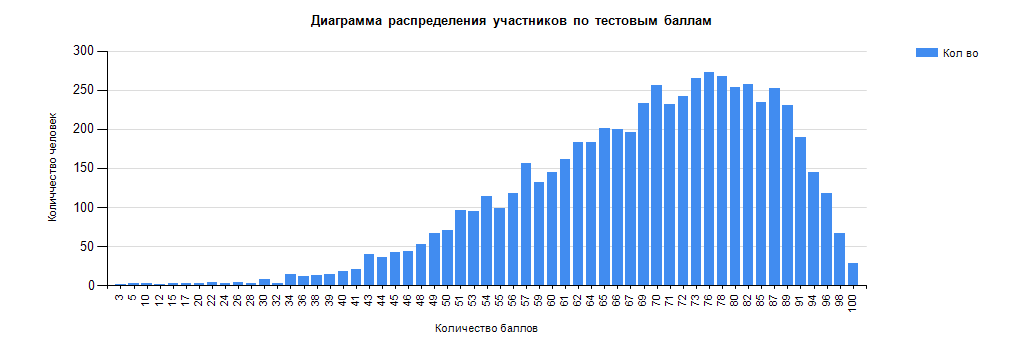 Диаграмма распределения участников по тестовым баллам
Кол во
Количчество человек
300
250
200
150
100
50
0
3 5 10 12 15 17 20 22 24 26 28 30 32 34 36 38 39 40 41 43 44 45 46 48 49 50 51 53 54 55 56 57 59 60 61 62 64 65 66 67 69 70 71 72 73 76 78 80 82 85 87 89 91 94 96 98 100
Количество баллов